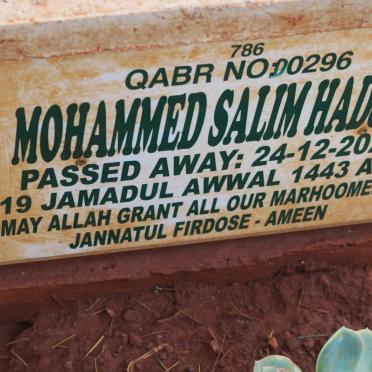 786
QABR NO:00296
MOHAMMED SALIM
PASSED AWAY: 24-12-
19 JAMADUL AWWAL 1443
MAY ALLAH GRANT ALL OUR
JANNATUL FIRDOSE - AMEEN